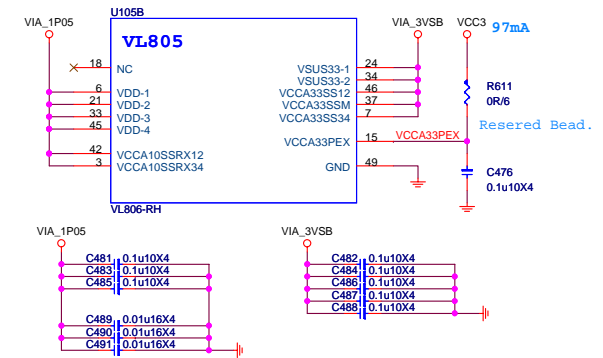 U105B
VIA_1P05
VL805
VIA_3VSB
VCC3
97mA
18
NC
VSUS33-1
24
VSUS33-2
34
6
VDD-1
VCCA33SS12
46
21
VDD-2
VCCA33SSM
37
33
VDD-3
VCCA33SS34
7
45
VDD-4
R611
0R/6
Resered Bead.
VCCA33PEX
15
VCCA33PEX
42
VCCA10SSRX12
3
VCCA10SSRX34
GND
49
C476
0.1u10X4
VL806-RH
VIA_1P05
C481
0.1u10X4
C483
0.1u10X4
C485
0.1u10X4
C489
0.01u16X4
C490
0.01u16X4
C491
0.01u16X4
VIA_3VSB
C482
0.1u10X4
C484
0.1u10X4
C486
0.1u10X4
C487
0.1u10X4
C488
0.1u10X4